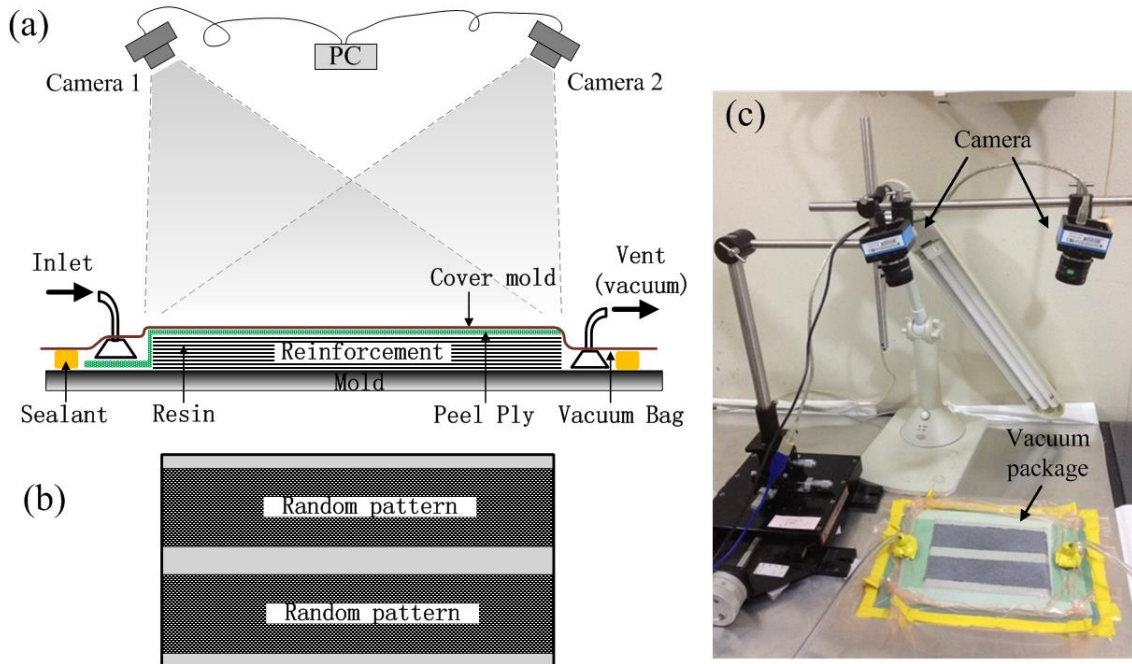 (a)
PC
Camera 1
Camera 2
Inlet
Cover mold
Vent
(vacuum)
Reinforcement
Mold
Sealant
Resin
Peel Ply
Vacuum Bag
(b)
Random pattern
Random pattern
(c)
Camera
Vacuum
package